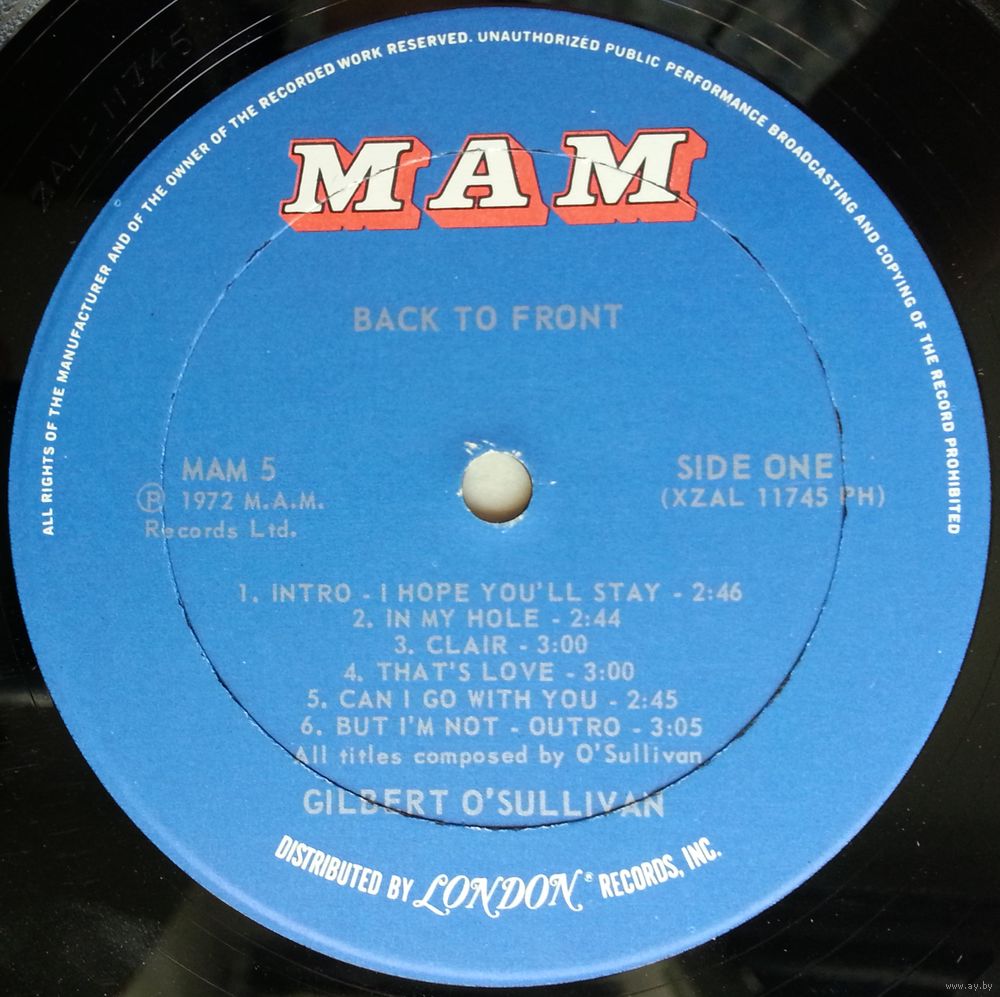 ALL RIGHTS OF THE MANUFACTURER AND OF THE OWNER OF THE RECORDED WORK RESERVED. UNAUTHORIZED PUBLIC PERFORMANCE BROADCASTING AND COPYING OF THE RECORD PROHIBITED
MAM
BACK TO FRONT
MAM 5
Ⓟ 1972 M.A.M.
Records Ltd.
SIDE ONE
(XZAL 11745 PH)
1. INTRO - I HOPE YOU'LL STAY - 2:46
2. IN MY HOLE - 2:44
3. CLAIR - 3:00
4. THAT'S LOVE - 3:00
5. CAN I GO WITH YOU - 2:45
6. BUT I'M NOT - OUTRO - 3:05
All titles composed by O'Sullivan
GILBERT O'SULLIVAN
DISTRIBUTED BY LONDON® RECORDS, INC.
www.ay.by